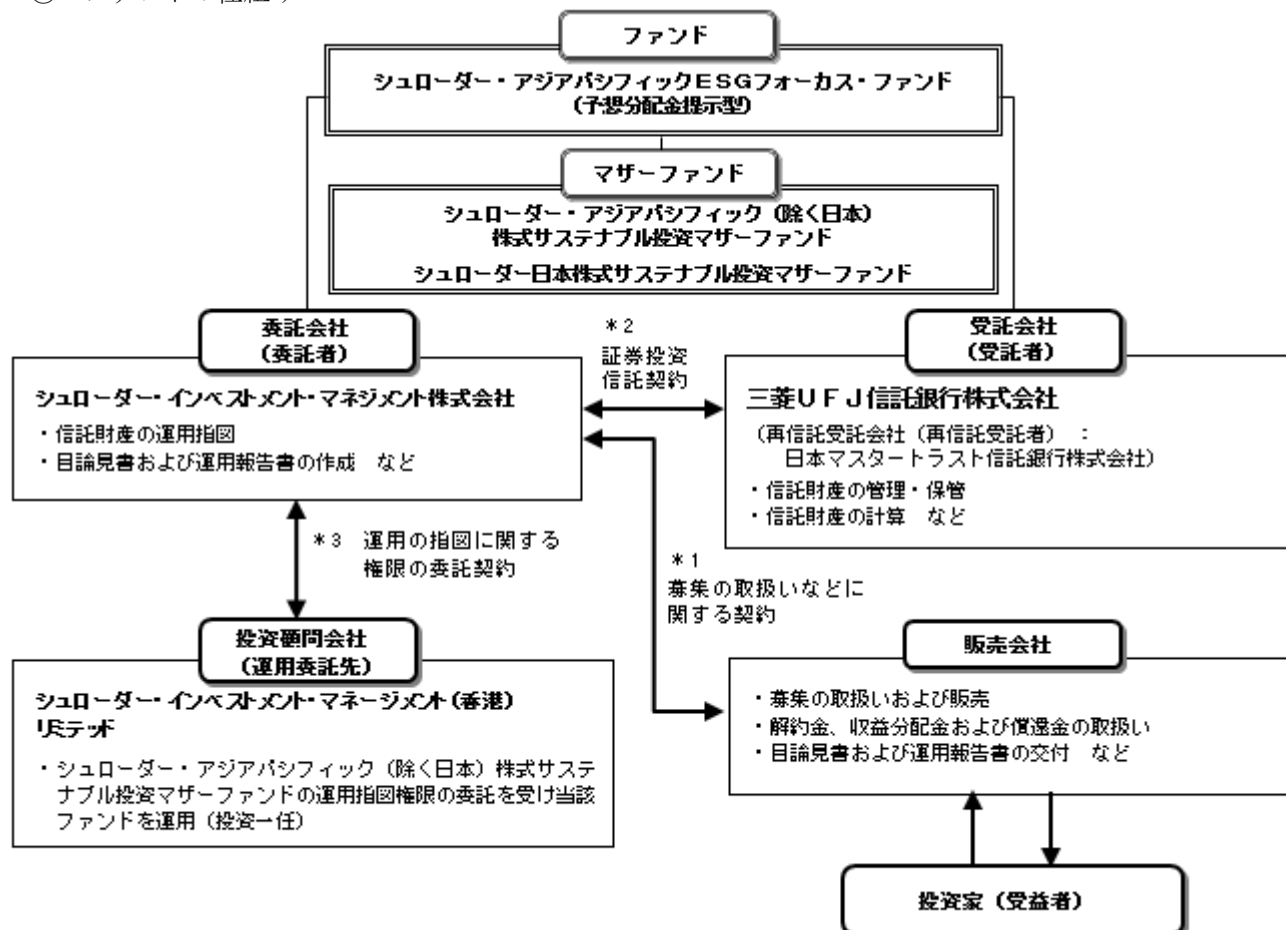 ファンド
シュローダー・アジアパシフィックＥＳＧフォーカス・ファンド
（予想分配金提示型）
マザーファンド
シュローダー・アジアパシフィック（除く日本）
株式サステナブル投資マザーファンド
シュローダー日本株式サステナブル投資マザーファンド
委託会社
（委託者）
シュローダー・インベストメント・マネジメント株式会社
・信託財産の運用指図
・目論見書および運用報告書の作成　など
＊2
証券投資
信託契約
受託会社
（受託者）
三菱ＵＦＪ信託銀行株式会社
（再信託受託会社（再信託受託者）　：
日本マスタートラスト信託銀行株式会社）
・信託財産の管理・保管
・信託財産の計算　など
＊3　運用の指図に関する
権限の委託契約
＊1
募集の取扱いなどに
関する契約
投資顧問会社
（運用委託先）
シュローダー・インベストメント・マネージメント（香港）
リミテッド
・シュローダー・アジアパシフィック（除く日本）株式サステ
ナブル投資マザーファンドの運用指図権限の委託を受け当該
ファンドを運用（投資一任）
販売会社
・募集の取扱いおよび販売
・解約金、収益分配金および償還金の取扱い
・目論見書および運用報告書の交付　など
投資家（受益者）